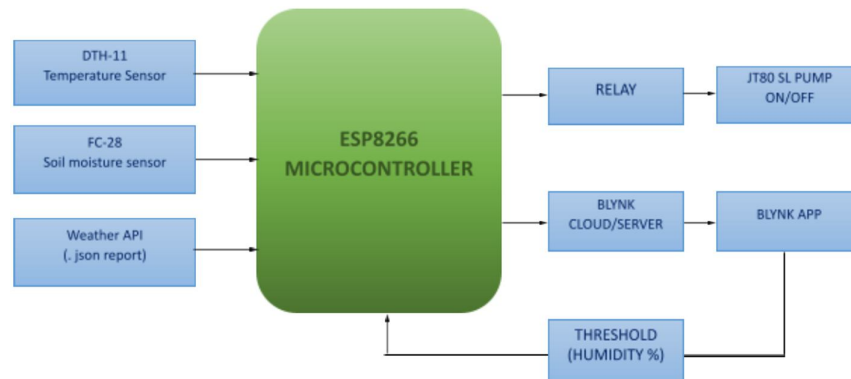 DTH-11
Temperature Sensor
FC-28
Soil moisture sensor
Weather API
(. json report)
ESP8266
MICROCONTROLLER
RELAY
JT80 SL PUMP
ON/OFF
BLYNK
CLOUD/SERVER
BLYNK APP
THRESHOLD
(HUMIDITY %)